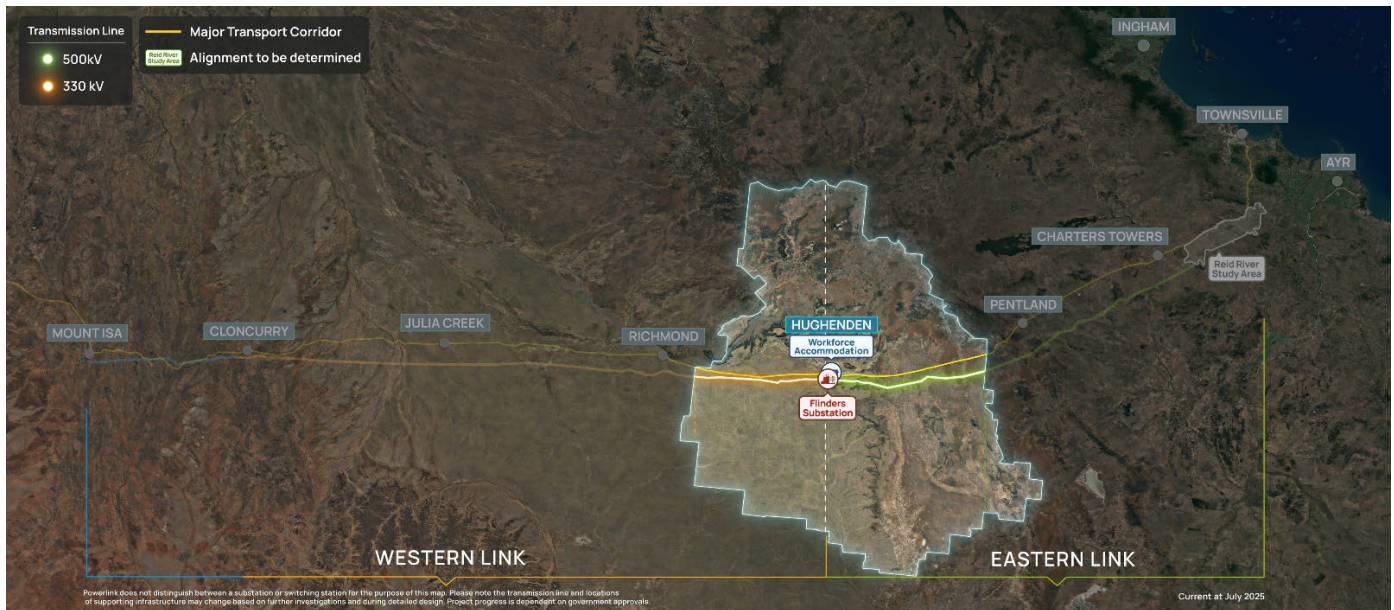 Transmission Line
500kV
330 kV
Major Transport Corridor
Reid River
Study Area
Alignment to be determined
INGHAM
TOWNSVILLE
AYR
CHARTERS TOWERS
Reid River
Study Area
PENTLAND
HUGHENDEN
Workforce
Accommodation
Flinders
Substation
RICHMOND
JULIA CREEK
CLONCURRY
MOUNT ISA
WESTERN LINK
EASTERN LINK
Powerlink does not distinguish between a substation or switching station for the purpose of this map. Please note the transmission line and locations
of supporting infrastructure may change based on further investigations and during detailed design. Project progress is dependent on government approvals.
Current at July 2025